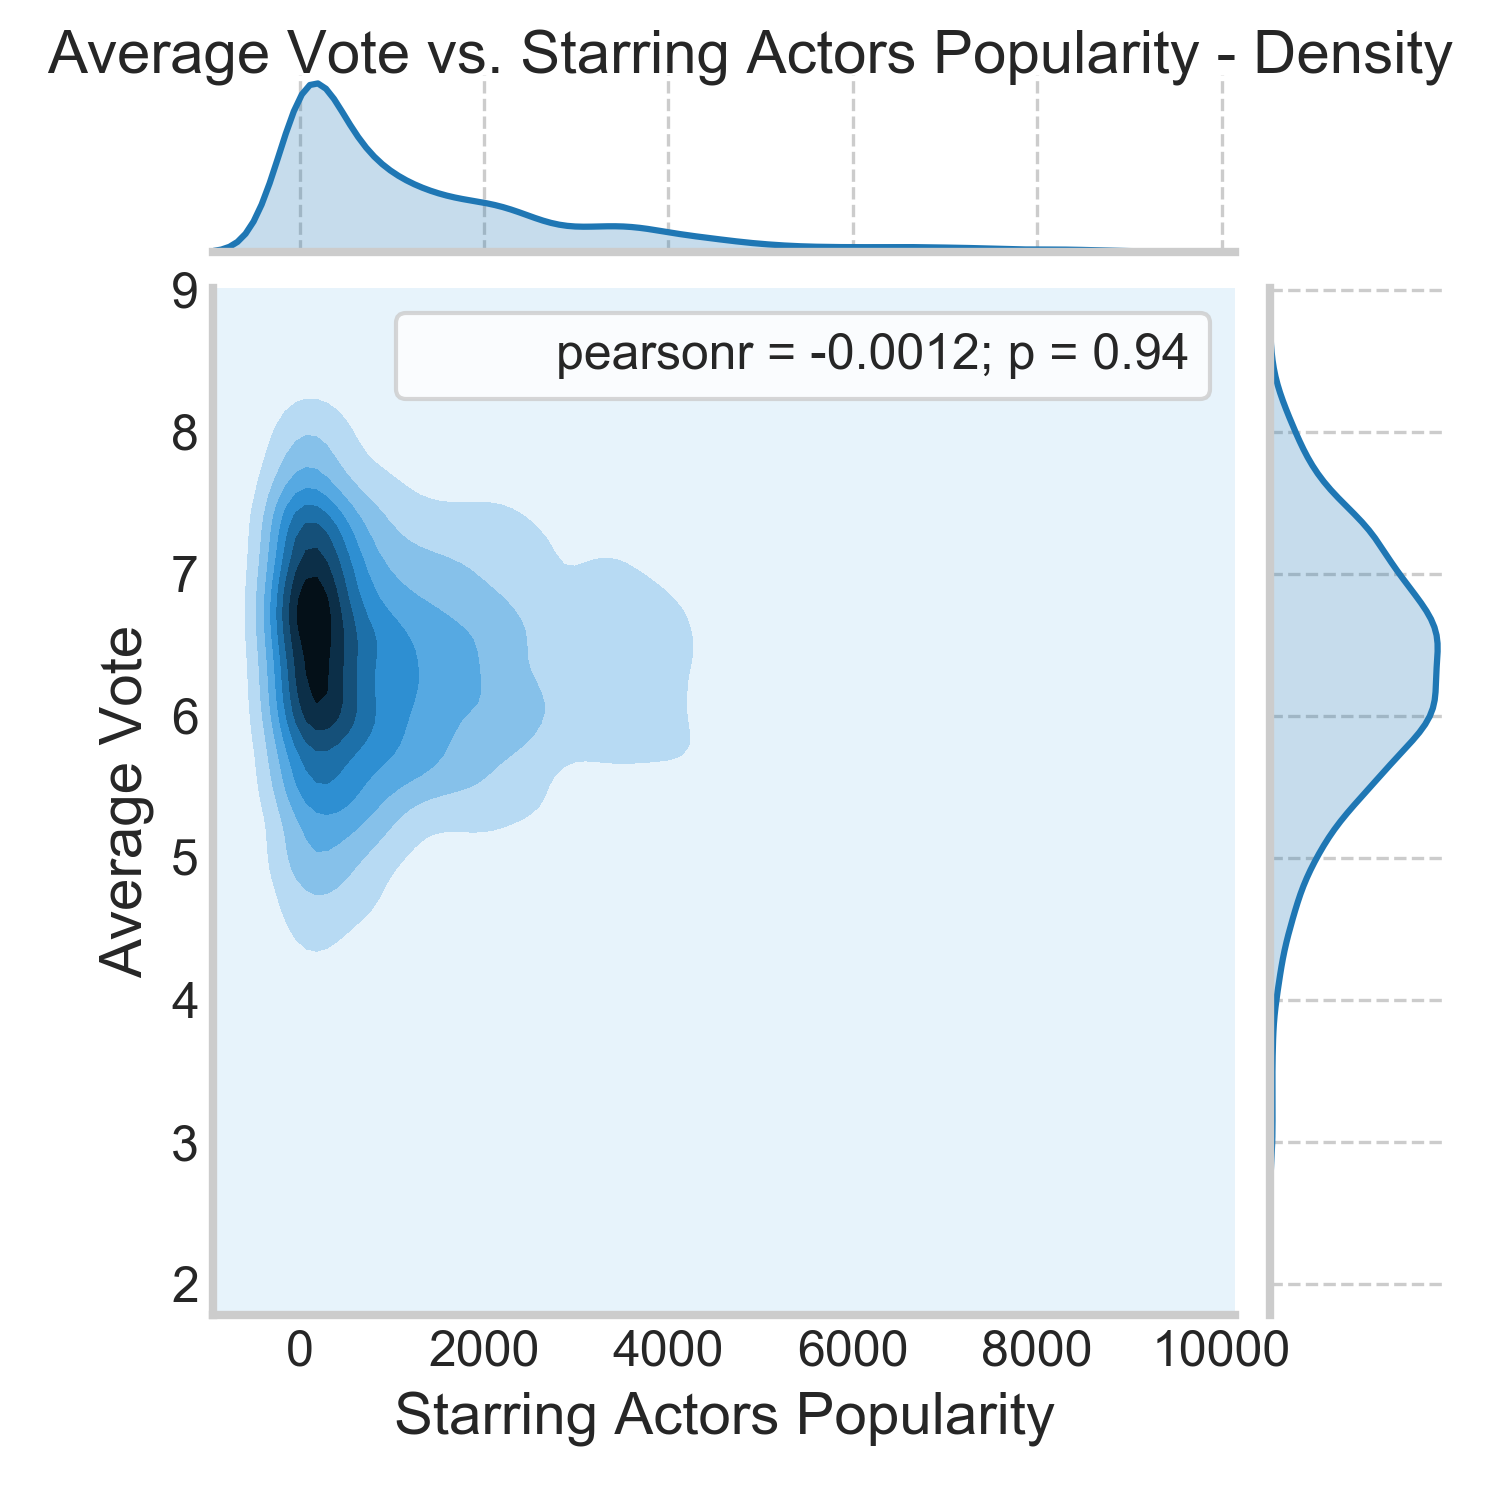 Average Vote vs. Starring Actors Popularity - Density
pearsonr = -0.0012; p = 0.94
9
8
7
6
5
4
3
2
Average Vote
0 2000 4000 6000 8000 10000
Starring Actors Popularity